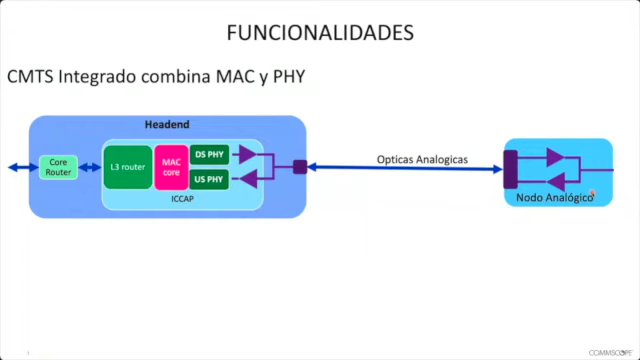 FUNCIONALIDADES
CMTS Integrado combina MAC y PHY
Headend
Core
Router
L3 router
MAC
core
DS PHY
US PHY
ICCAP
Opticas Analogicas
Nodo Analógico
COMMSCOPE